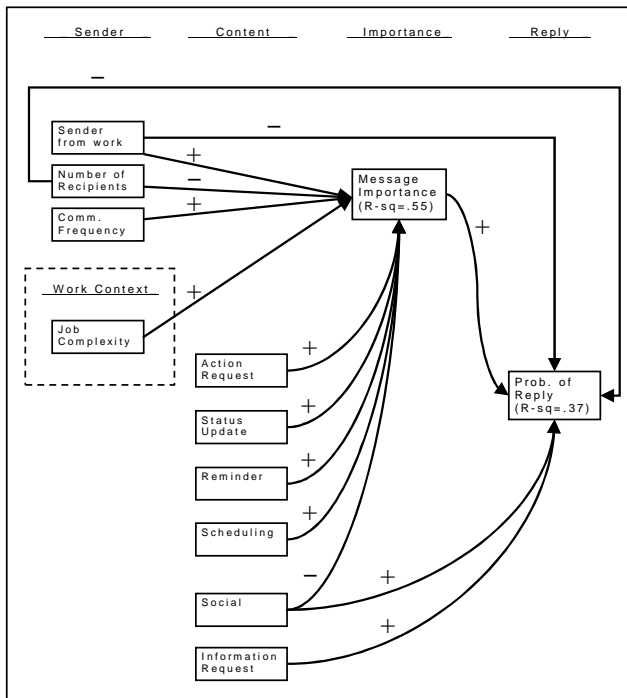 Sender Content Importance Reply
−
Sender
from work
−
+
Number of
Recipients
−
Comm.
Frequency
+
Message
Importance
(R-sq=.55)
+
Work Context
+
Job
Complexity
Action
Request
+
Prob. of
Reply
(R-sq=.37)
Status
Update
+
Reminder
+
Scheduling
+
Social
−
+
Information
Request
+